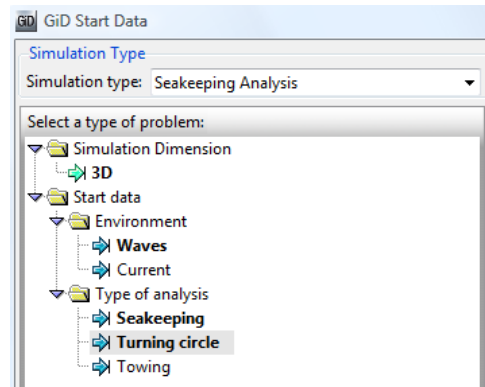 GiD GiD Start Data
Simulation Type
Simulation type: Seakeeping Analysis
Select a type of problem:
Simulation Dimension
3D
Start data
Environment
Waves
Current
Type of analysis
Seakeeping
Turning circle
Towing